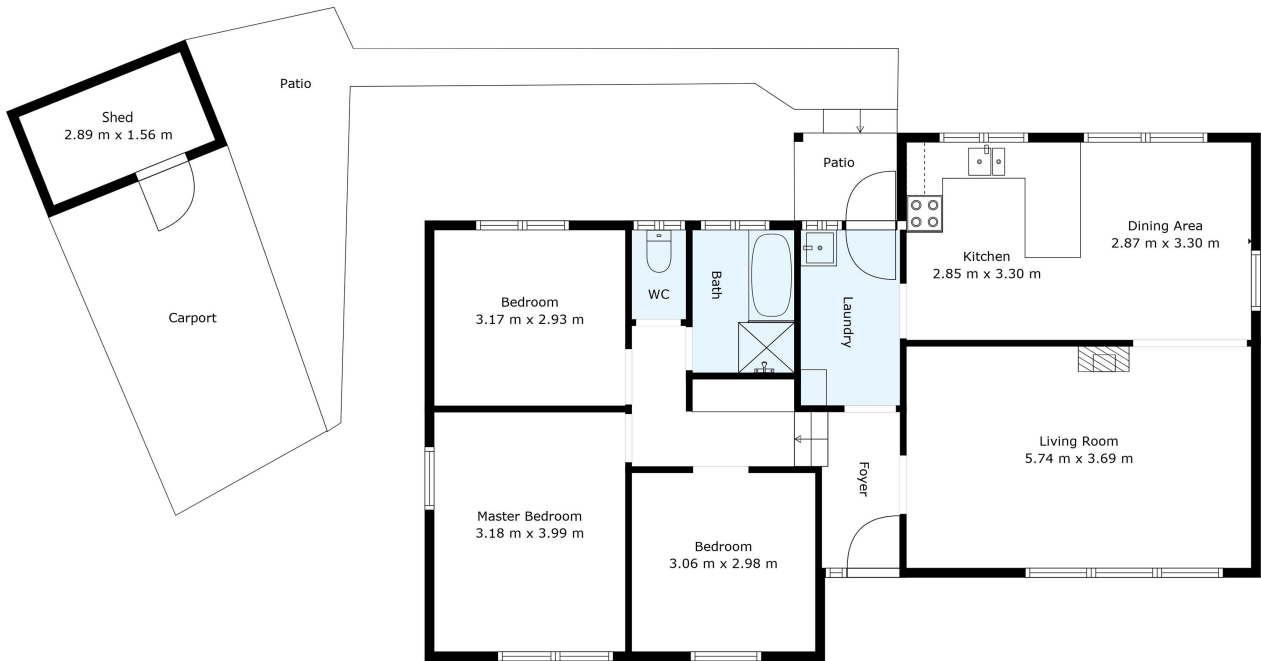 Shed
2.89 m x 1.56 m
Patio
Carport
Patio
Kitchen
2.85 m x 3.30 m
Dining Area
2.87 m x 3.30 m
Bedroom
3.17 m x 2.93 m
WC
Bath
Laundry
Living Room
5.74 m x 3.69 m
Foyer
Master Bedroom
3.18 m x 3.99 m
Bedroom
3.06 m x 2.98 m